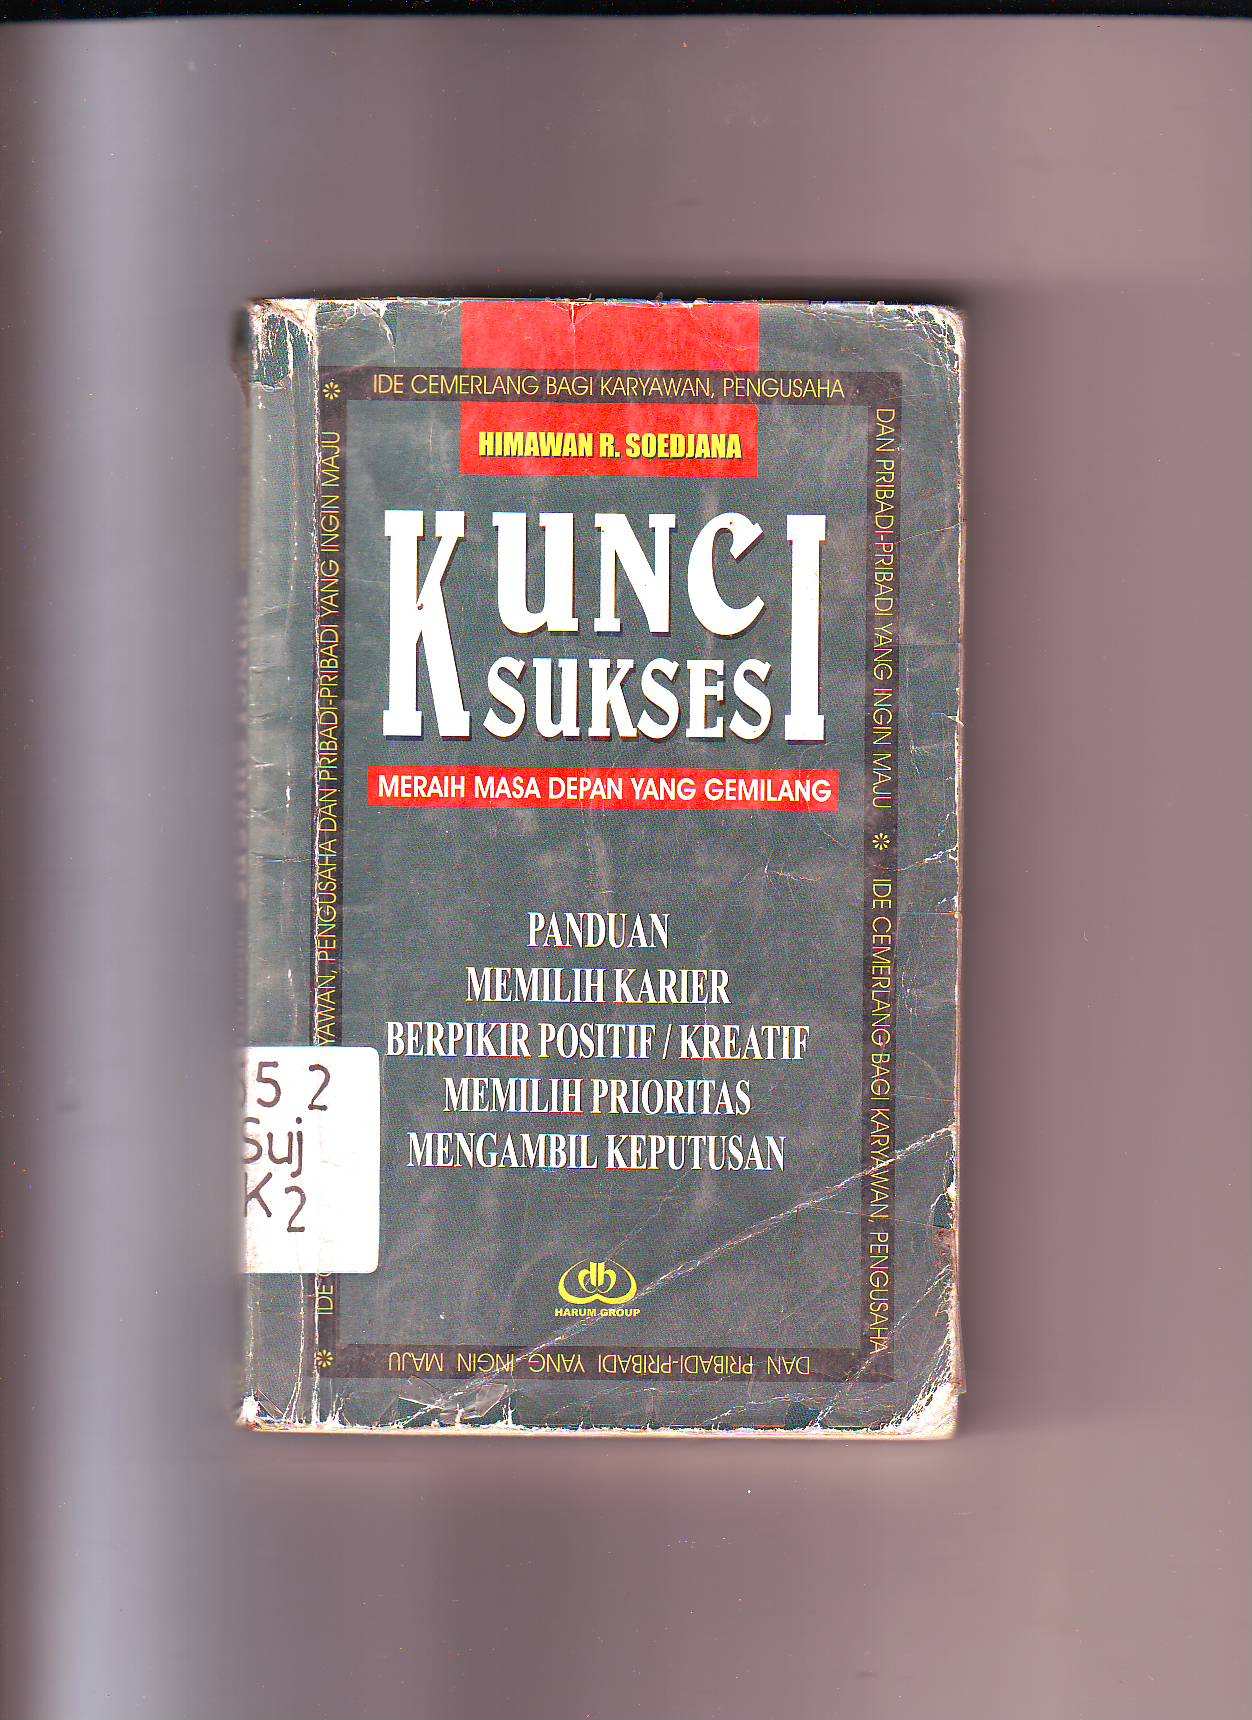 IDE CEMERLANG BAGI KARYAWAN, PENGUSAHA
DAN PRIBADI-PRIBADI YANG INGIN MAJU * IDE CEMERLANG BAGI KARYAWAN, PENGUSAHA
DAN PRIBADI-PRIBADI YANG INGIN MAJU
* IDE YAWAN, PENGUSAHA DAN PRIBADI-PRIBADI YANG INGIN MAJU *
HIMAWAN R. SOEDJANA
KUNCI
SUKSES
MERAIH MASA DEPAN YANG GEMILANG
PANDUAN
MEMILIH KARIER
BERPIKIR POSITIF / KREATIF
MEMILIH PRIORITAS
MENGAMBIL KEPUTUSAN
5 2
Suj
K 2
HARUM GROUP